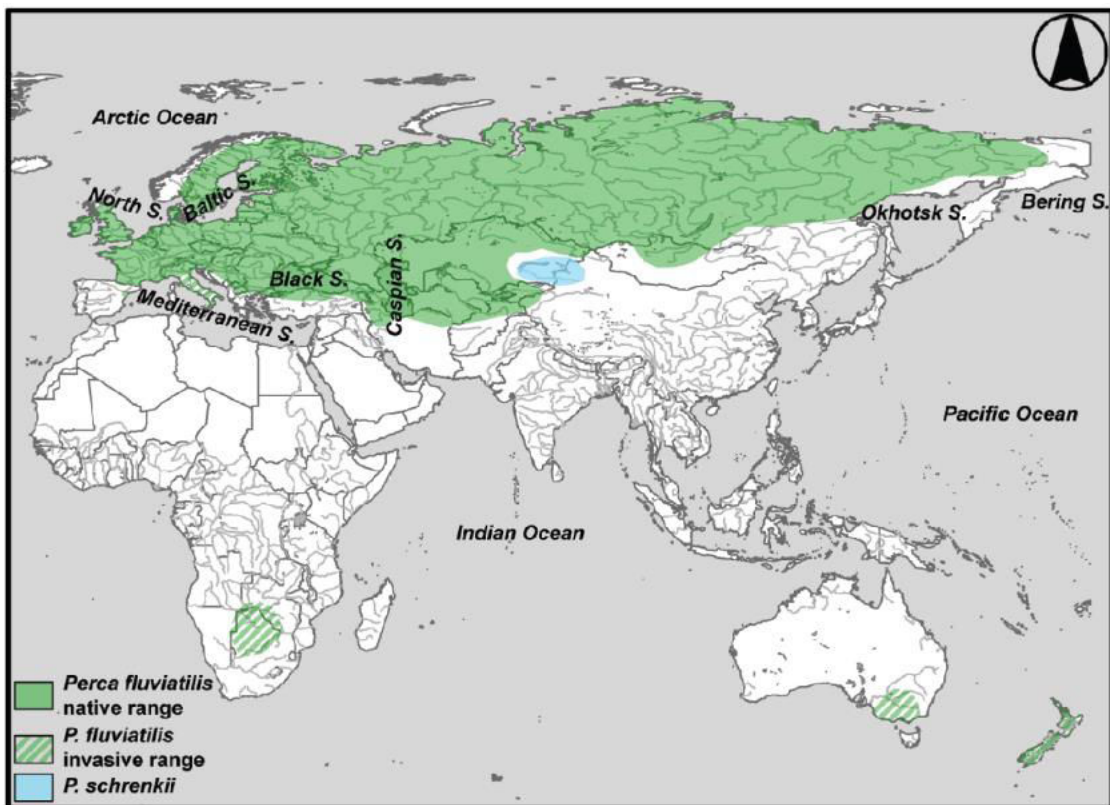 Arctic Ocean
North S.
Baltic S.
Okhotsk S.
Bering S.
Black S.
Caspian S.
Mediterranean S.
Pacific Ocean
Indian Ocean
Perca fluviatilis
native range
P. fluviatilis
invasive range
P. schrenkii